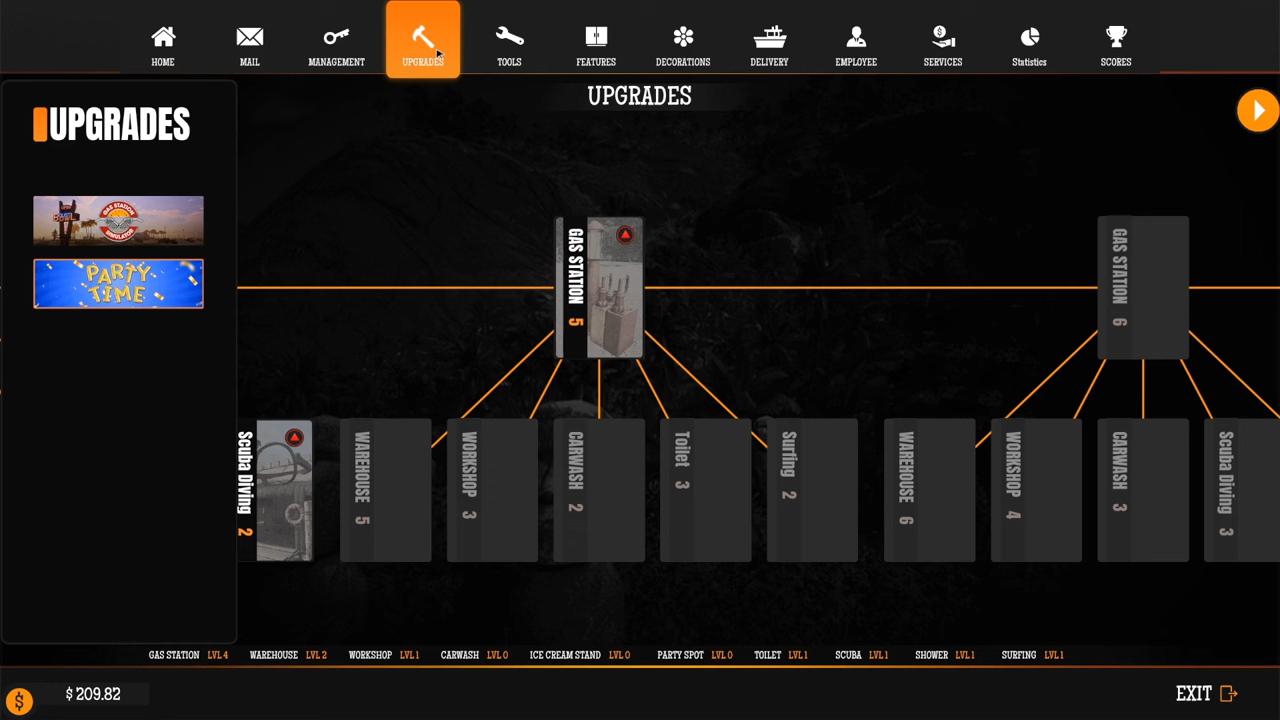 HOME
MAIL
MANAGEMENT
UPGRADES
TOOLS
FEATURES
DECORATIONS
DELIVERY
EMPLOYEE
SERVICES
Statistics
SCORES
UPGRADES
UPGRADES
GAS STATION
SIMULATOR
PARTY
TIME
GAS STATION 5
GAS STATION 6
Scuba Diving 2
WAREHOUSE 5
WORKSHOP 3
CARWASH 2
Toilet 3
Surfing 2
WAREHOUSE 6
WORKSHOP 4
CARWASH 3
Scuba Diving 3
GAS STATION LVL 4 WAREHOUSE LVL 2 WORKSHOP LVL 1 CARWASH LVL 0 ICE CREAM STAND LVL 0 PARTY SPOT LVL 0 TOILET LVL 1 SCUBA LVL 1 SHOWER LVL 1 SURFING LVL 1
$ 209.82
EXIT